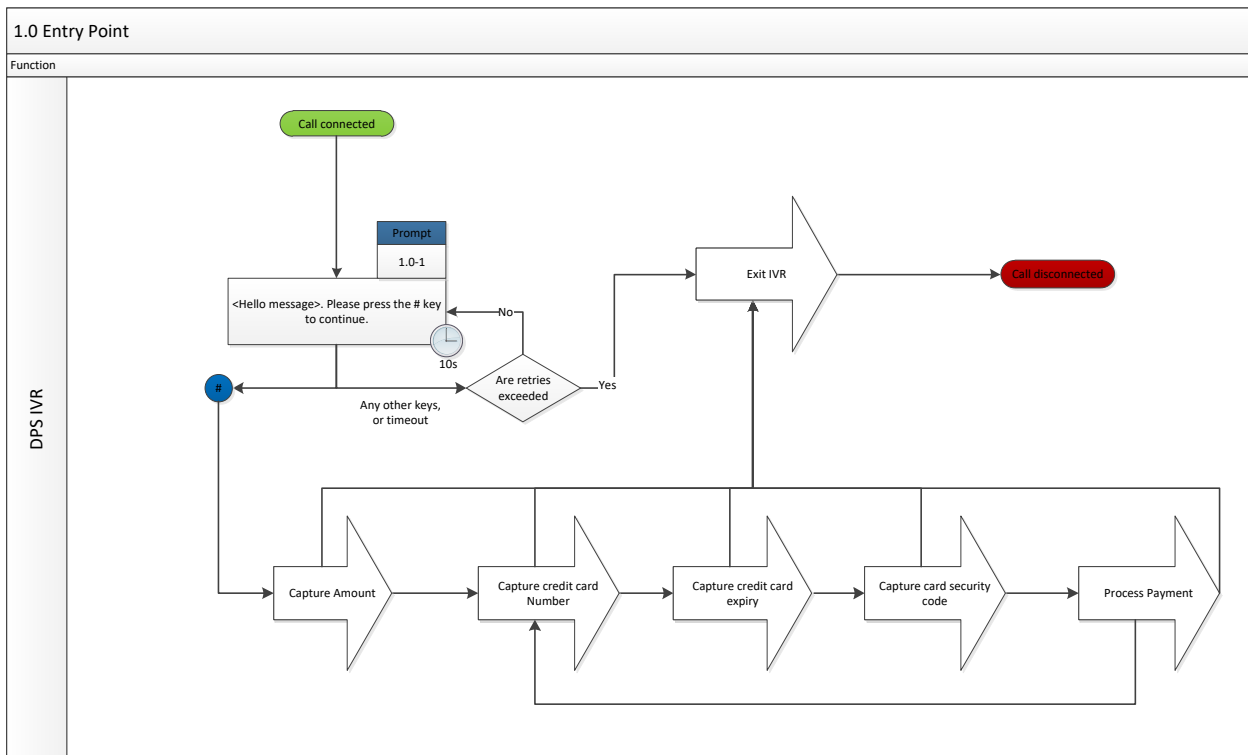 1.0 Entry Point
Function
DPS IVR
Call connected
Prompt
1.0-1
<Hello message>. Please press the # key
to continue.
10s
No
Are retries
exceeded
Yes
#
Any other keys,
or timeout
Exit IVR
Call disconnected
Capture Amount
Capture credit card
Number
Capture credit card
expiry
Capture card security
code
Process Payment